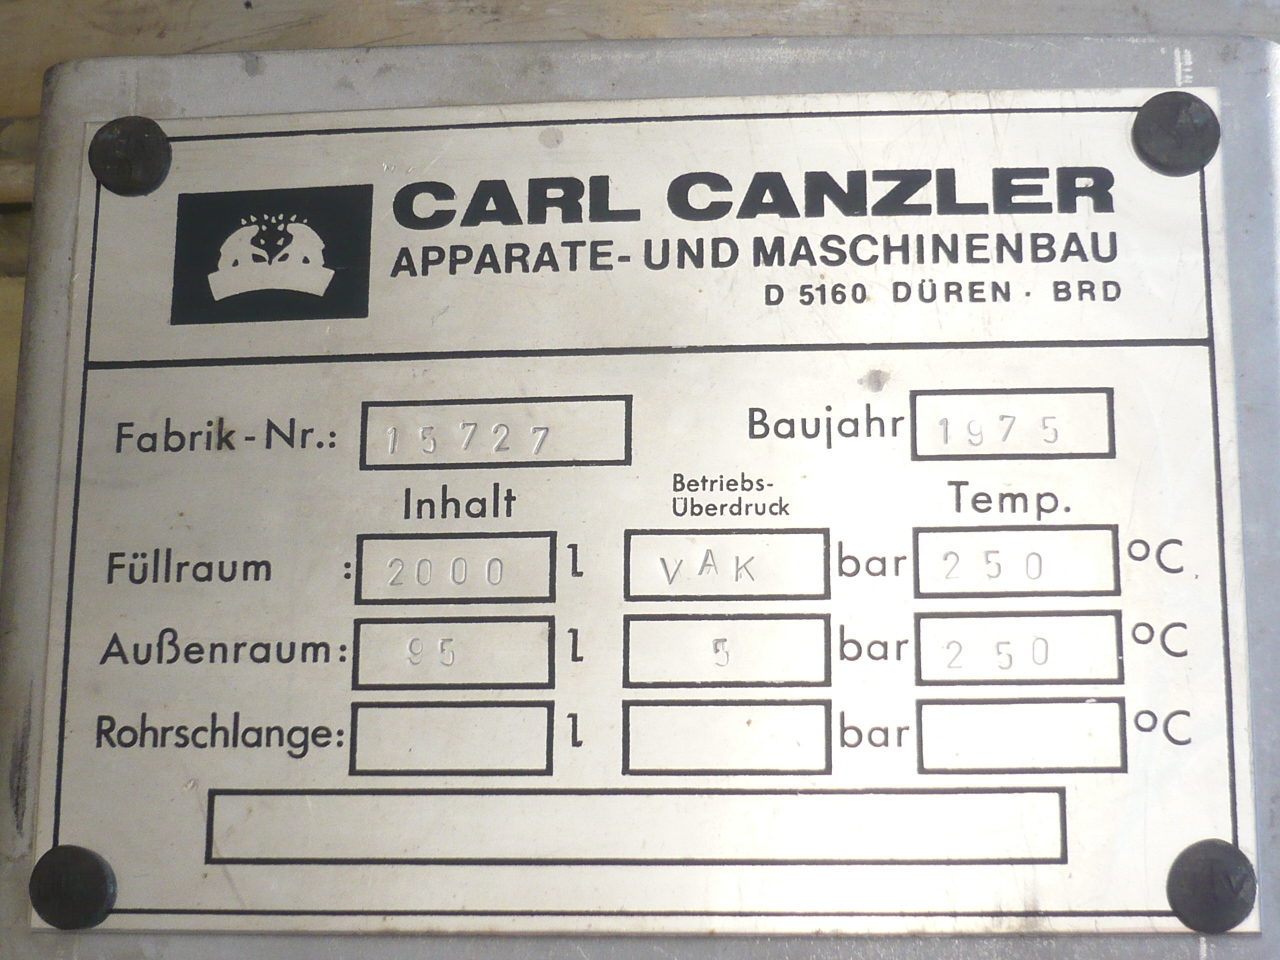 CARL CANZLER
APPARATE- UND MASCHINENBAU
D 5160 DÜREN · BRD
Fabrik-Nr.: 15727 Baujahr 1975
Inhalt Betriebs-Überdruck Temp.
Füllraum : 2000 l VAK bar 250 °C
Außenraum: 95 l 5 bar 250 °C
Rohrschlange: l bar °C